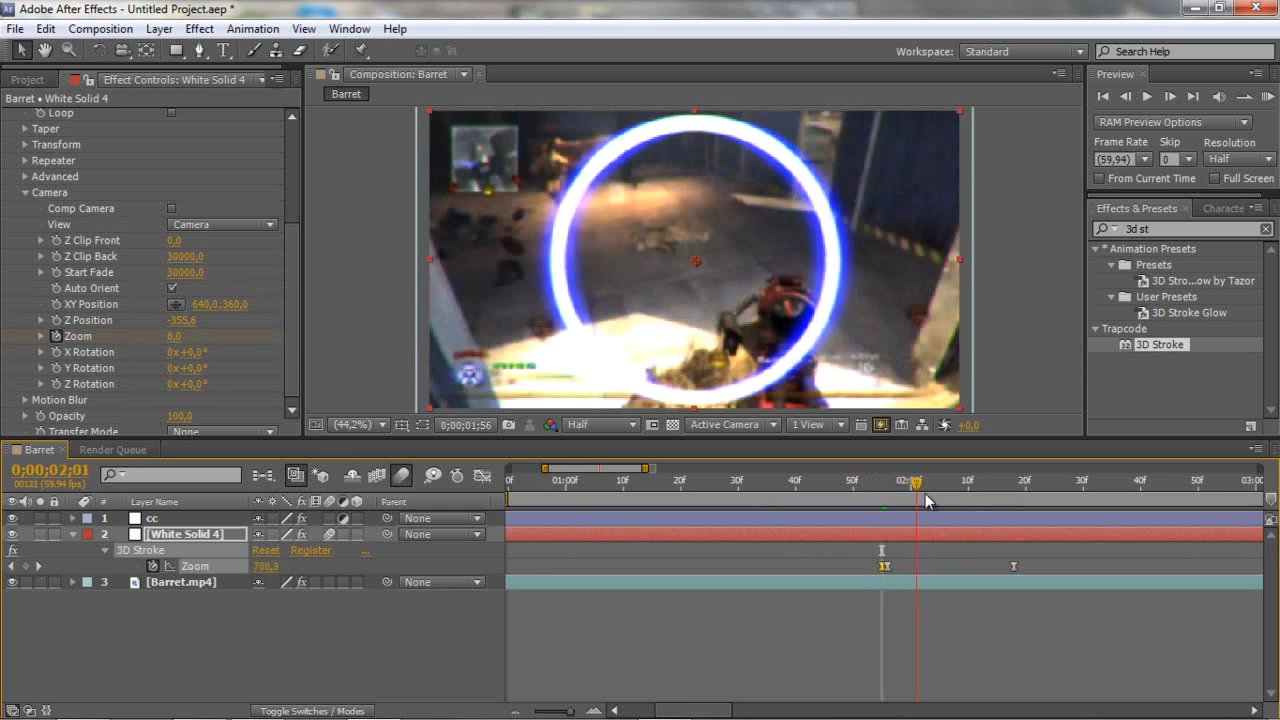 Adobe After Effects - Untitled Project.aep *
File Edit Composition Layer Effect Animation View Window Help
Workspace: Standard Search Help
Project Effect Controls: White Solid 4
Composition: Barret
Preview
Barret • White Solid 4
Barret
Loop
Taper
Transform
Repeater
Advanced
Camera
Comp Camera
View Camera
Z Clip Front 0,0
Z Clip Back 30000,0
Start Fade 30000,0
Auto Orient
XY Position 640,0,360,0
Z Position -355,6
Zoom 8,0
X Rotation 0x+0,0°
Y Rotation 0x+0,0°
Z Rotation 0x+0,0°
Motion Blur
Opacity 100,0
Transfer Mode None
RAM Preview Options
Frame Rate Skip Resolution
(59,94) 0 Half
From Current Time Full Screen
Effects & Presets Characte
3d st
* Animation Presets
Presets
3D Stro...ow by Tazor
User Presets
3D Stroke Glow
Trapcode
3D Stroke
(44,2%) 0;00;01;56 Half Active Camera 1 View +0,0
Barret Render Queue
0;00;02;01
00121 (59.94 fps)
0f 01:00f 10f 20f 30f 40f 50f 02:00f 10f 20f 30f 40f 50f 03:00
# Layer Name Parent
1 cc None
2 [White Solid 4] None
fx 3D Stroke Reset Register ...
Zoom 700,9
3 [Barret.mp4] None
Toggle Switches / Modes